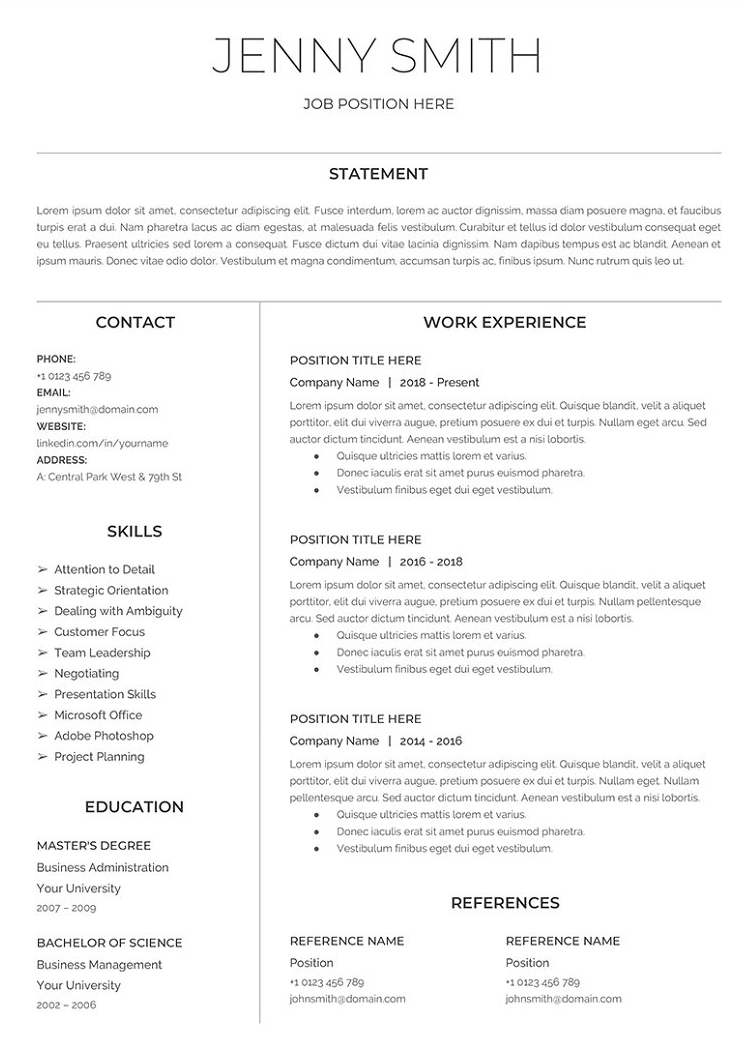 JENNY SMITH
JOB POSITION HERE
STATEMENT
Lorem ipsum dolor sit amet, consectetur adipiscing elit. Fusce interdum, lorem ac auctor dignissim, massa diam posuere magna, et faucibus
turpis erat a dui. Nam pharetra lacus ac diam egestas, at malesuada felis vestibulum. Curabitur et tellus id dolor vestibulum consequat eget
eu tellus. Praesent ultricies sed lorem a consequat. Fusce dictum dui vitae lacinia dignissim. Nam dapibus tempus est ac blandit. Aenean et
ipsum mauris. Donec vitae odio dolor. Vestibulum et magna condimentum, accumsan turpis ac, finibus ipsum. Nunc rutrum quis leo ut.
CONTACT
PHONE:
+1 0123 456 789
EMAIL:
jennysmith@domain.com
WEBSITE:
linkedin.com/in/yourname
ADDRESS:
A: Central Park West & 79th St
SKILLS
➢ Attention to Detail
➢ Strategic Orientation
➢ Dealing with Ambiguity
➢ Customer Focus
➢ Team Leadership
➢ Negotiating
➢ Presentation Skills
➢ Microsoft Office
➢ Adobe Photoshop
➢ Project Planning
EDUCATION
MASTER'S DEGREE
Business Administration
Your University
2007 – 2009
BACHELOR OF SCIENCE
Business Management
Your University
2002 – 2006
WORK EXPERIENCE
POSITION TITLE HERE
Company Name | 2018 - Present
Lorem ipsum dolor sit amet, consectetur adipiscing elit. Quisque blandit, velit a aliquet
porttitor, elit dui viverra augue, pretium posuere ex dui et turpis. Nullam eget arcu. Sed
auctor dictum tincidunt. Aenean vestibulum est a nisi lobortis.
● Quisque ultricies mattis lorem et varius.
● Donec iaculis erat sit amet purus euismod pharetra.
● Vestibulum finibus eget dui eget vestibulum.
POSITION TITLE HERE
Company Name | 2016 - 2018
Lorem ipsum dolor sit amet, consectetur adipiscing elit. Quisque blandit, velit a aliquet
porttitor, elit dui viverra augue, pretium posuere ex dui et turpis. Nullam pellentesque
arcu. Sed auctor dictum tincidunt. Aenean vestibulum est a nisi lobortis.
● Quisque ultricies mattis lorem et varius.
● Donec iaculis erat sit amet purus euismod pharetra.
● Vestibulum finibus eget dui eget vestibulum.
POSITION TITLE HERE
Company Name | 2014 - 2016
Lorem ipsum dolor sit amet, consectetur adipiscing elit. Quisque blandit, velit a aliquet
porttitor, elit dui viverra augue, pretium posuere ex dui et turpis. Nullam eget. Nullam
pellentesque arcu. Sed auctor dictum tincidunt. Aenean vestibulum est a nisi lobortis.
● Quisque ultricies mattis lorem et varius.
● Donec iaculis erat sit amet purus euismod pharetra.
● Vestibulum finibus eget dui eget vestibulum.
REFERENCES
REFERENCE NAME
Position
+1 0123 456 789
johnsmith@domain.com
REFERENCE NAME
Position
+1 0123 456 789
johnsmith@domain.com